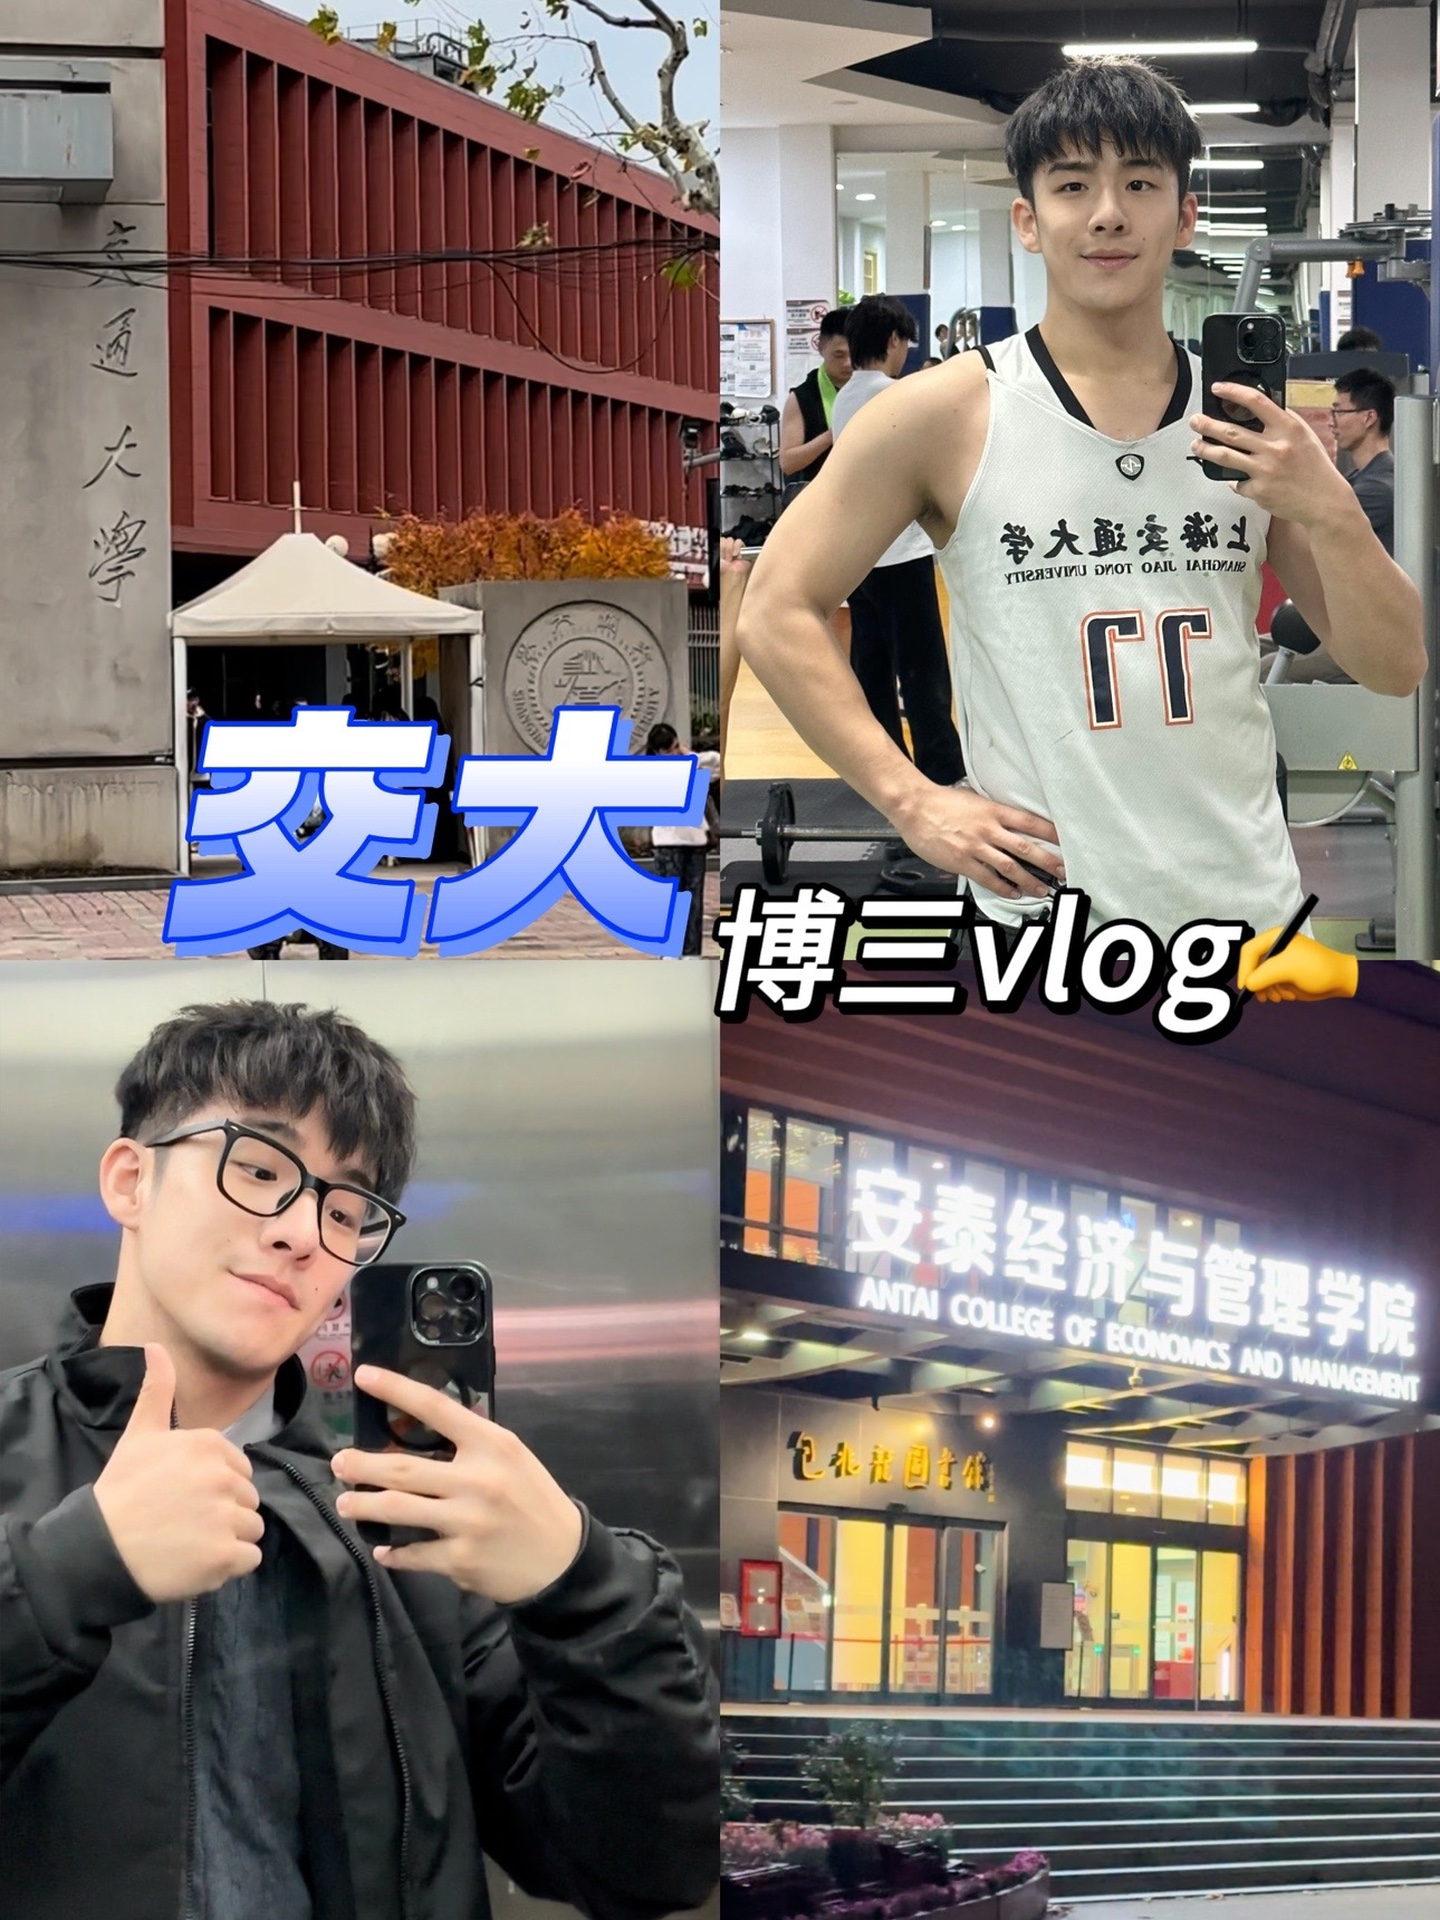 交
通
大
學
交大
上海交通大学
SHANGHAI JIAO TONG UNIVERSITY
77
博三vlog
安泰经济与管理学院
ANTAI COLLEGE OF ECONOMICS AND MANAGEMENT
包兆龍图书馆